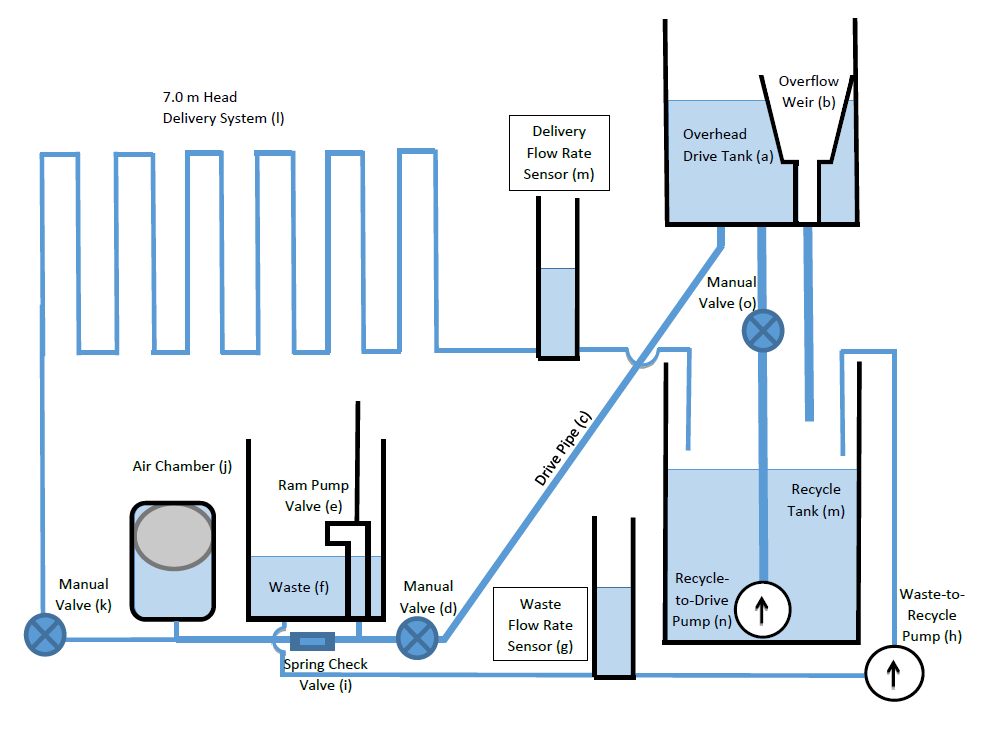 7.0 m Head
Delivery System (l)
Delivery
Flow Rate
Sensor (m)
Overflow
Weir (b)
Overhead
Drive Tank (a)
Manual
Valve (o)
Drive Pipe (c)
Air Chamber (j)
Ram Pump
Valve (e)
Recycle
Tank (m)
Manual
Valve (k)
Waste (f)
Manual
Valve (d)
Waste
Flow Rate
Sensor (g)
Recycle-
to-Drive
Pump (n)
Waste-to-
Recycle
Pump (h)
Spring Check
Valve (i)